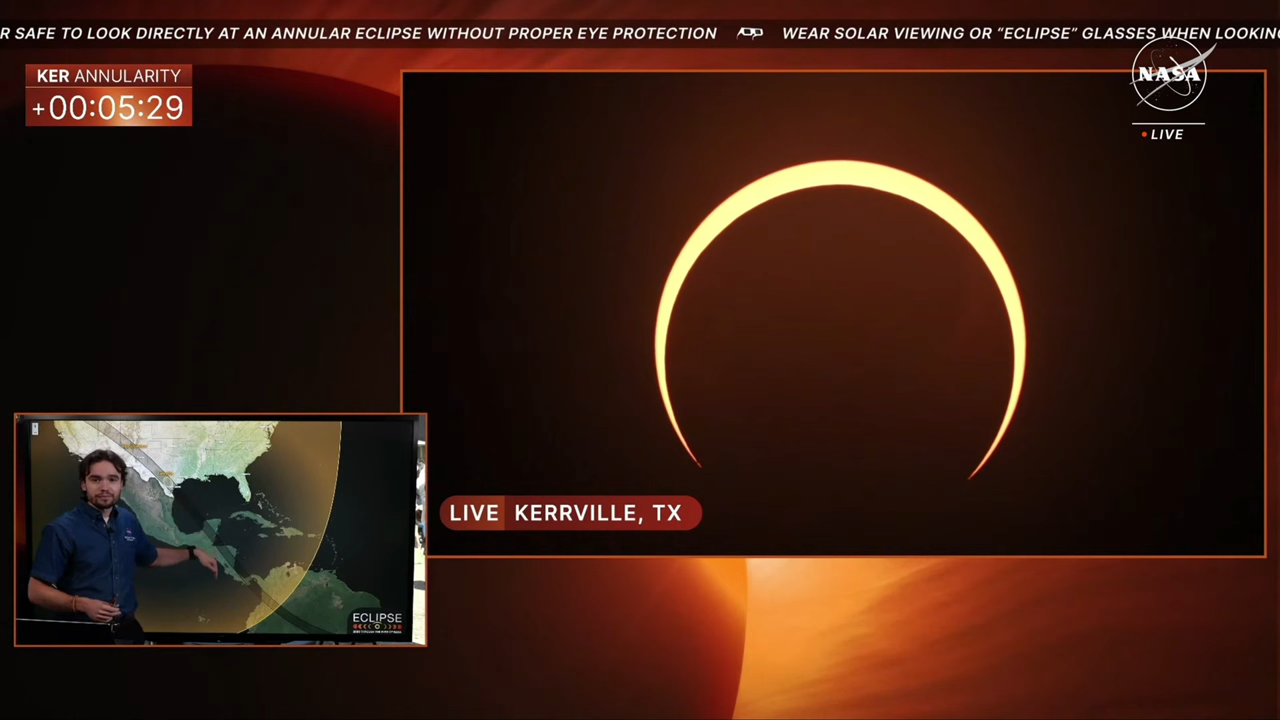 R SAFE TO LOOK DIRECTLY AT AN ANNULAR ECLIPSE WITHOUT PROPER EYE PROTECTION WEAR SOLAR VIEWING OR “ECLIPSE” GLASSES WHEN LOOKING
KER ANNULARITY
+00:05:29
NASA
LIVE
LIVE KERRVILLE, TX
ECLIPSE